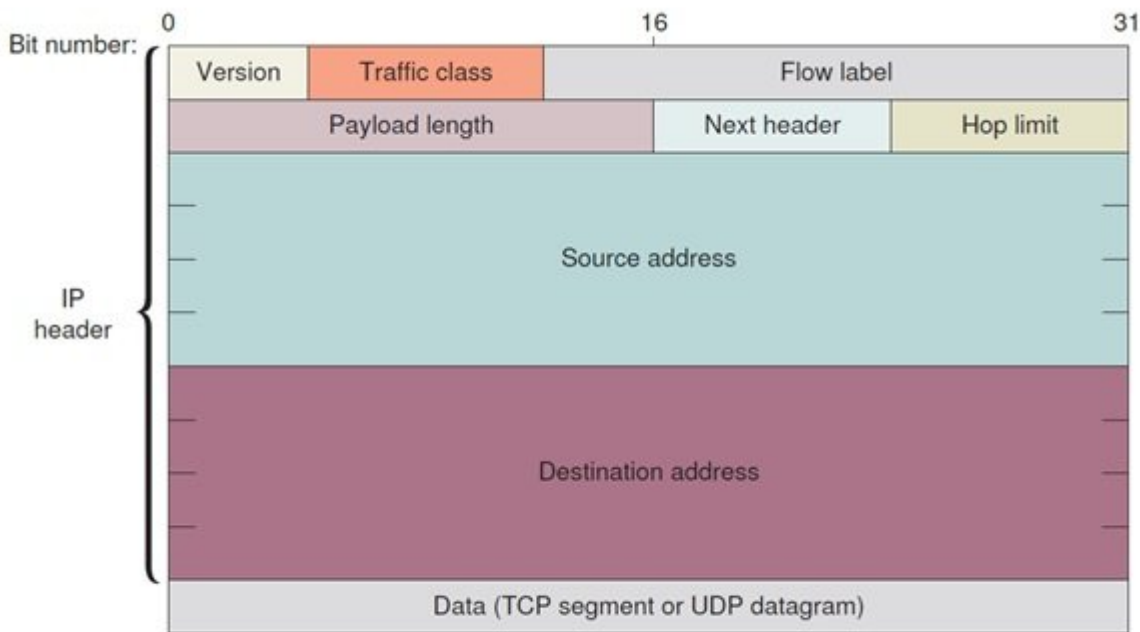 0 16 31
Bit number:
Version Traffic class Flow label
Payload length Next header Hop limit
Source address
IP
header
Destination address
Data (TCP segment or UDP datagram)